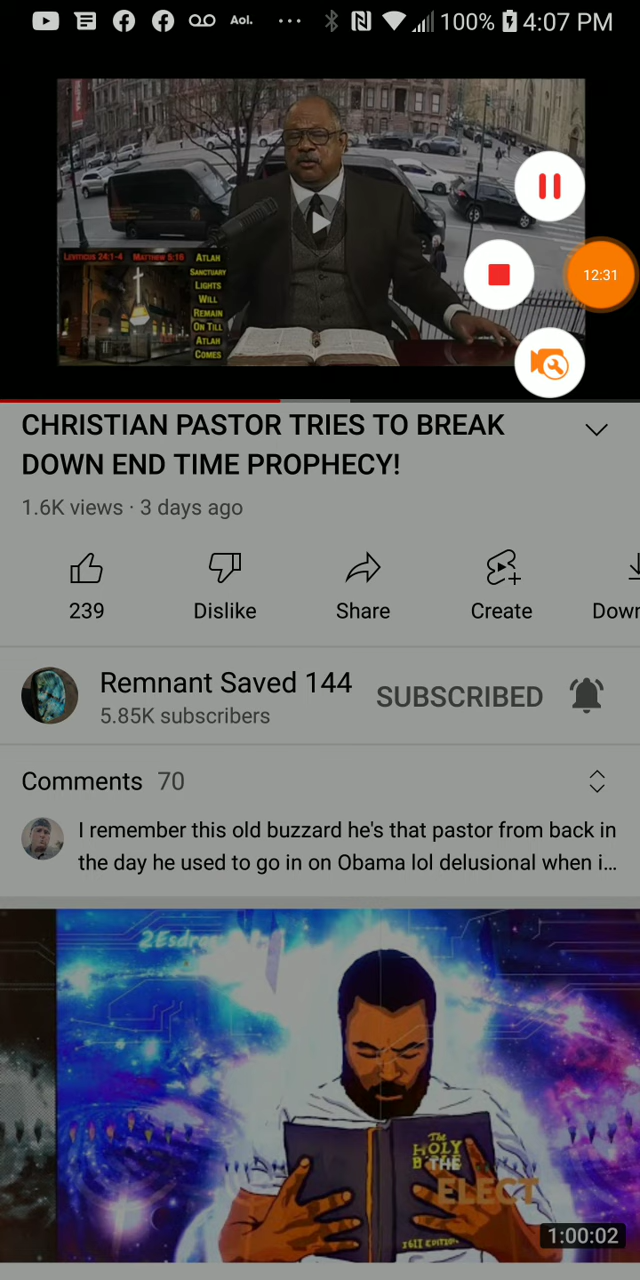 Aol.
100%
4:07 PM
LEVITICUS 24:1-4 MATTHEW 5:16
ATLAH
SANCTUARY
LIGHTS
WILL
REMAIN
ON TILL
ATLAH
COMES
12:31
CHRISTIAN PASTOR TRIES TO BREAK
DOWN END TIME PROPHECY!
1.6K views · 3 days ago
239
Dislike
Share
Create
Down
Remnant Saved 144
SUBSCRIBED
5.85K subscribers
Comments 70
I remember this old buzzard he's that pastor from back in
the day he used to go in on Obama lol delusional when i...
2Esdras
The
HOLY
THE
ELECT
1611 EDITION
1:00:02